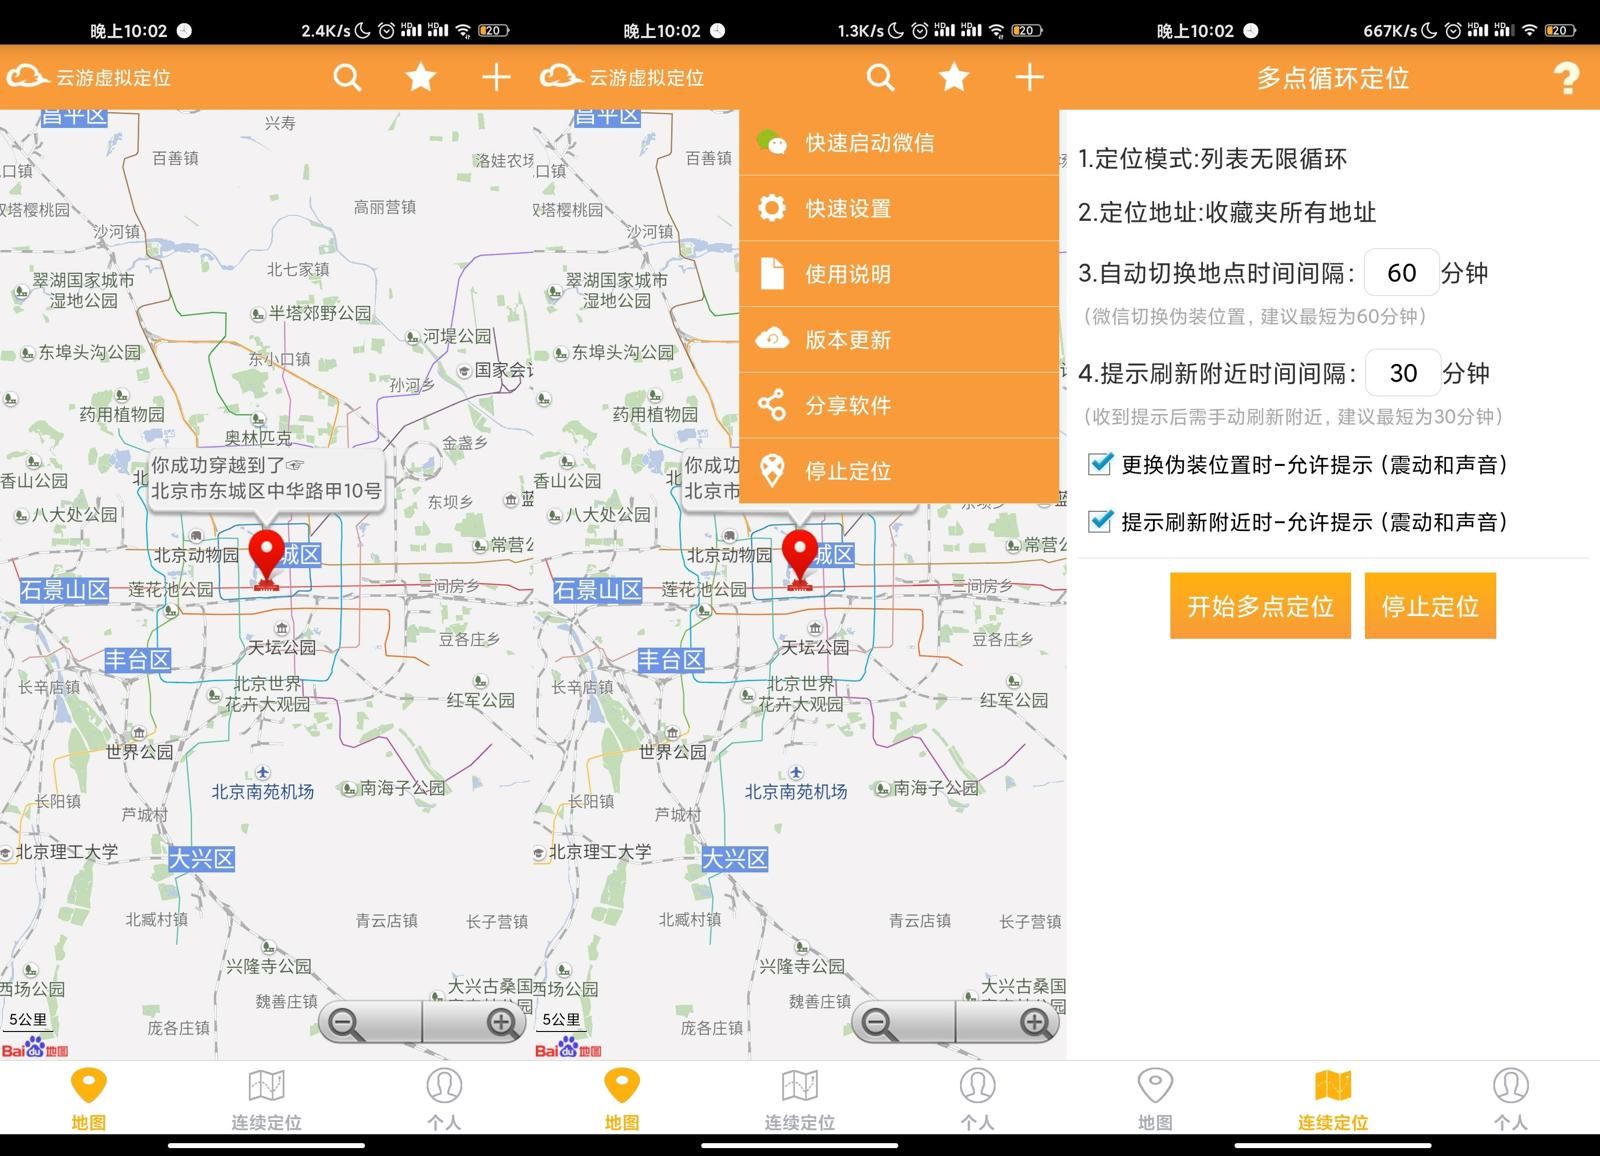 晚上10:02
2.4K/s
20
云游虚拟定位
昌平区
兴寿
百善镇
洛娃农场
口镇
高丽营镇
双塔樱桃园
沙河镇
北七家镇
翠湖国家城市
湿地公园
半塔郊野公园
河堤公园
东埠头沟公园
东小口镇
国家会议
孙河乡
药用植物园
奥林匹克
金盏乡
你成功穿越到了☞
北京市东城区中华路甲10号
香山公园
北
东坝乡
蓝
八大处公园
北京动物园
城区
常营公
石景山区
莲花池公园
三间房乡
天坛公园
豆各庄乡
丰台区
长辛店镇
北京世界
花卉大观园
红军公园
世界公园
北京南苑机场
南海子公园
长阳镇
芦城村
北京理工大学
大兴区
北臧村镇
青云店镇
长子营镇
兴隆寺公园
西场公园
大兴古桑国
家森林公园
魏善庄镇
5公里
庞各庄镇
Bai du 地图
地图
连续定位
个人
晚上10:02
1.3K/s
20
云游虚拟定位
快速启动微信
快速设置
使用说明
版本更新
分享软件
停止定位
昌平区
百善镇
口镇
双塔樱桃园
沙河镇
翠湖国家城市
湿地公园
东埠头沟公园
药用植物园
你成功
北京市
香山公园
东坝乡
八大处公园
北京动物园
城区
常营公
石景山区
莲花池公园
三间房乡
天坛公园
豆各庄乡
丰台区
长辛店镇
北京世界
花卉大观园
红军公园
世界公园
北京南苑机场
南海子公园
长阳镇
芦城村
北京理工大学
大兴区
北臧村镇
青云店镇
长子营镇
兴隆寺公园
西场公园
大兴古桑国
家森林公园
魏善庄镇
5公里
庞各庄镇
Bai du 地图
地图
连续定位
个人
晚上10:02
667K/s
20
多点循环定位
?
1.定位模式:列表无限循环
2.定位地址:收藏夹所有地址
3.自动切换地点时间间隔: 60 分钟
(微信切换伪装位置, 建议最短为60分钟)
4.提示刷新附近时间间隔: 30 分钟
(收到提示后需手动刷新附近, 建议最短为30分钟)
更换伪装位置时-允许提示 (震动和声音)
提示刷新附近时-允许提示 (震动和声音)
开始多点定位
停止定位
地图
连续定位
个人